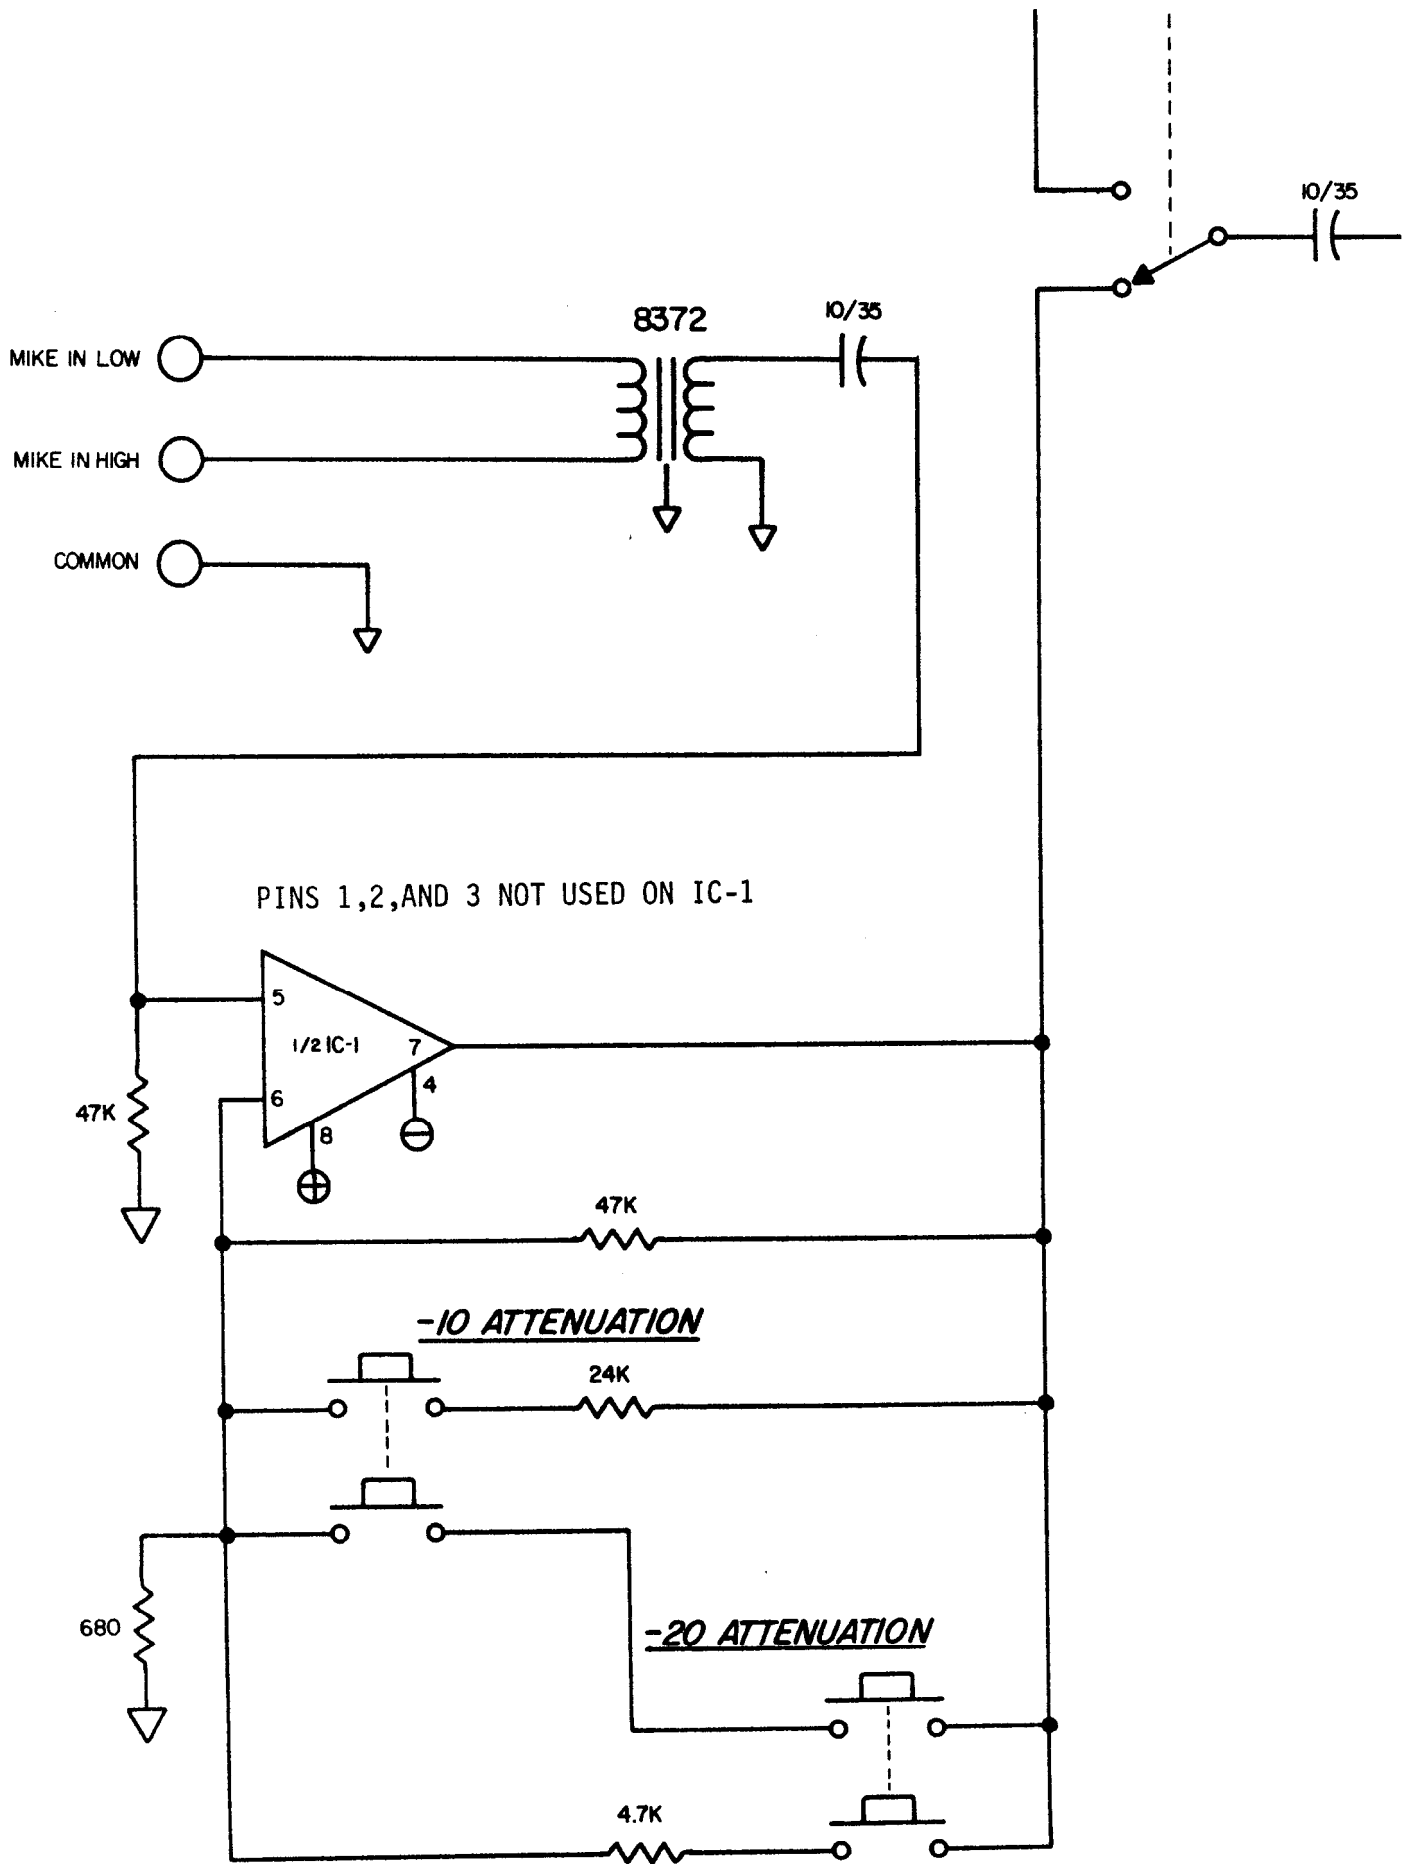 10/35
8372
10/35
MIKE IN LOW
MIKE IN HIGH
COMMON
PINS 1,2,AND 3 NOT USED ON IC-1
5
1/2 IC-1
7
4
6
47K
8
47K
-10 ATTENUATION
24K
680
-20 ATTENUATION
4.7K